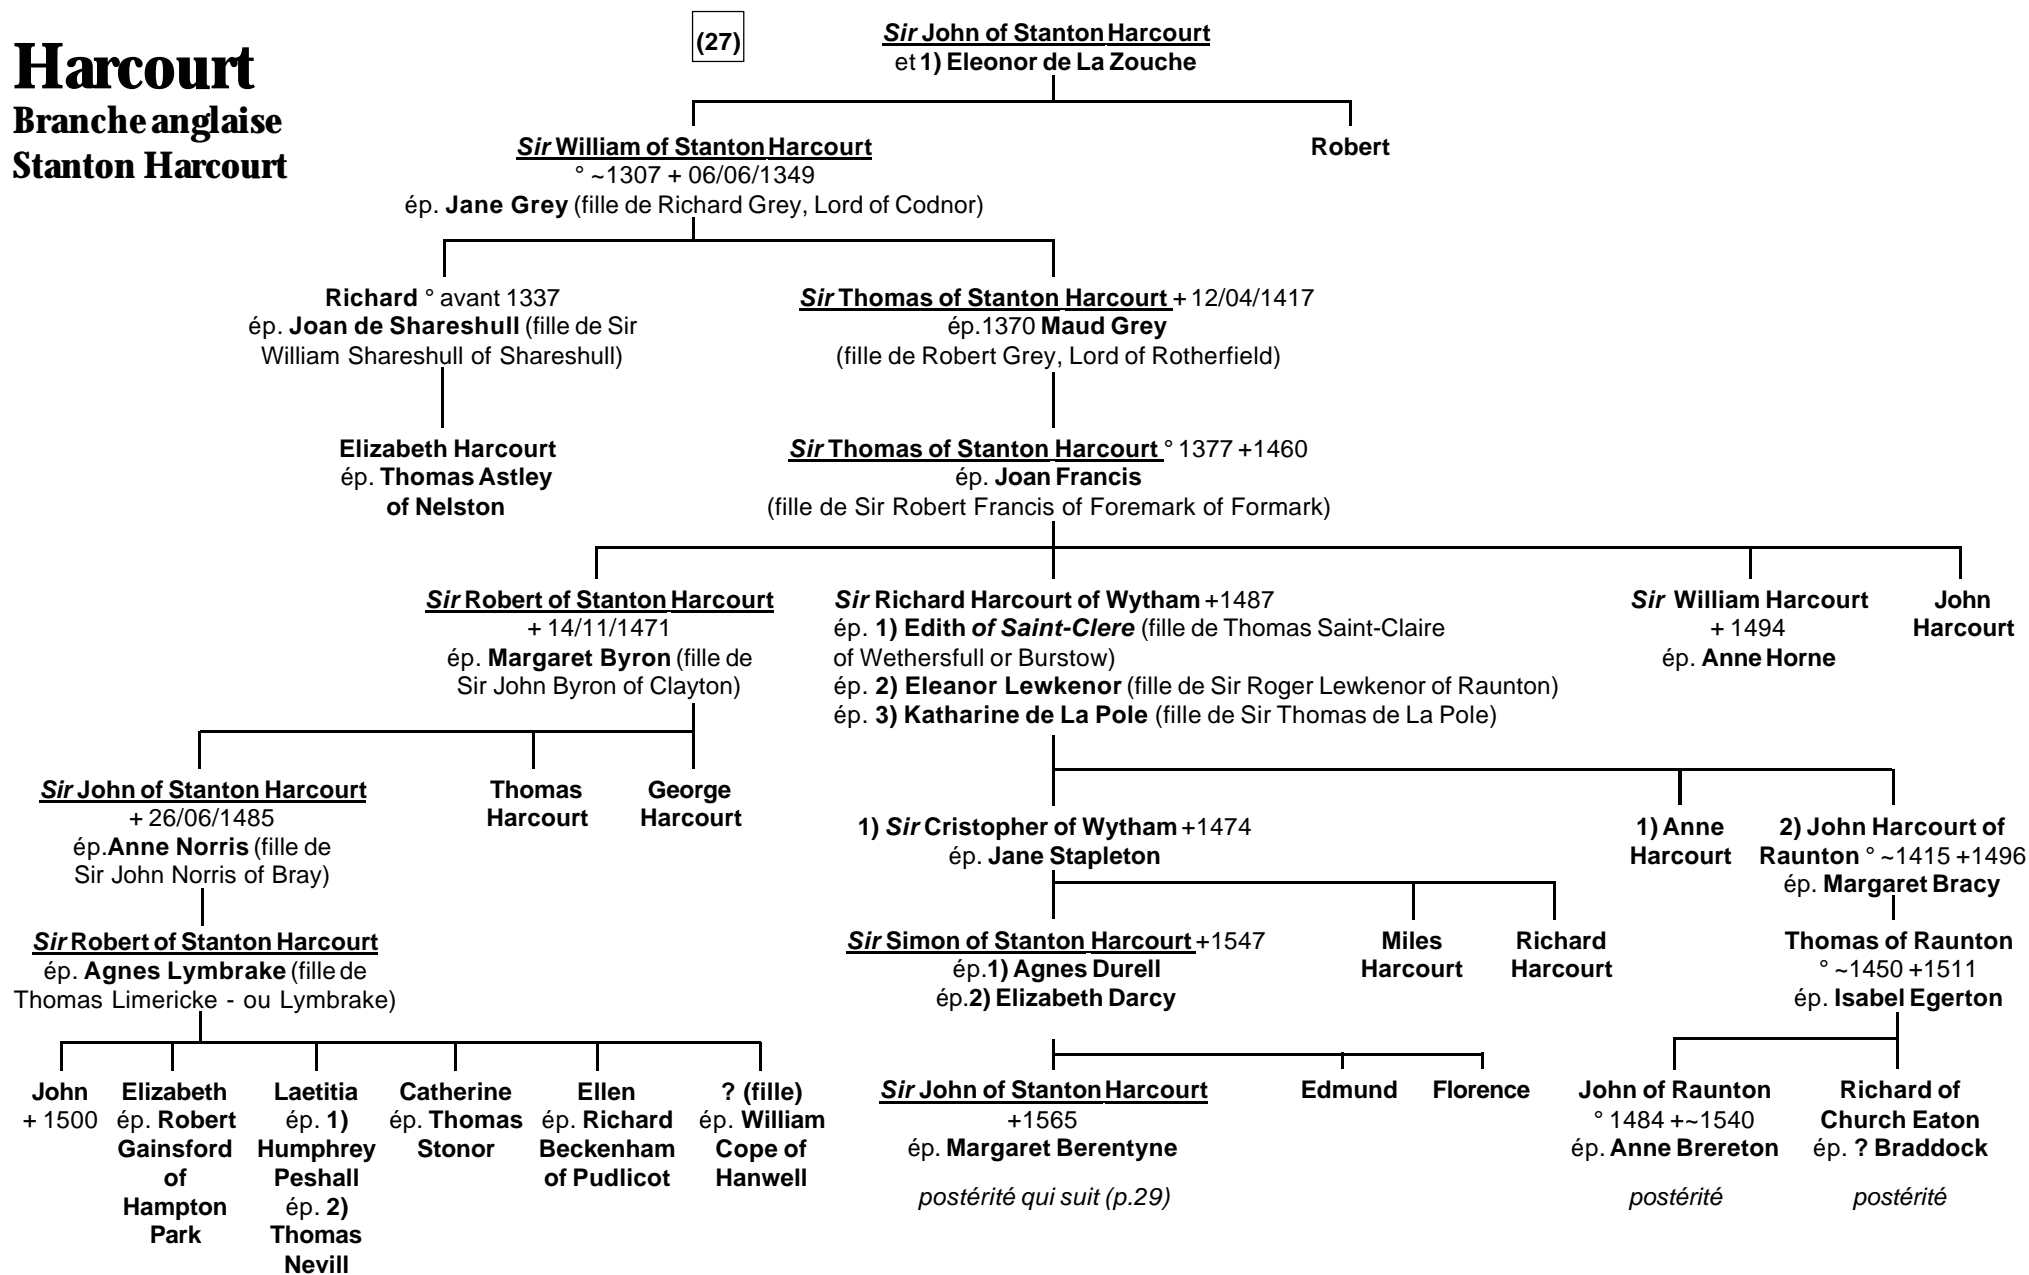 Harcourt
Branche anglaise
Stanton Harcourt
(27)
Sir John of Stanton Harcourt
et 1) Eleonor de La Zouche
Sir William of Stanton Harcourt
° ~1307 + 06/06/1349
ép. Jane Grey (fille de Richard Grey, Lord of Codnor)
Robert
Richard ° avant 1337
ép. Joan de Shareshull (fille de Sir
William Shareshull of Shareshull)
Sir Thomas of Stanton Harcourt + 12/04/1417
ép.1370 Maud Grey
(fille de Robert Grey, Lord of Rotherfield)
Elizabeth Harcourt
ép. Thomas Astley
of Nelston
Sir Thomas of Stanton Harcourt ° 1377 +1460
ép. Joan Francis
(fille de Sir Robert Francis of Foremark of Formark)
Sir Robert of Stanton Harcourt
+ 14/11/1471
ép. Margaret Byron (fille de
Sir John Byron of Clayton)
Sir Richard Harcourt of Wytham +1487
ép. 1) Edith of Saint-Clere (fille de Thomas Saint-Claire
of Wethersfull or Burstow)
ép. 2) Eleanor Lewkenor (fille de Sir Roger Lewkenor of Raunton)
ép. 3) Katharine de La Pole (fille de Sir Thomas de La Pole)
Sir William Harcourt
+ 1494
ép. Anne Horne
John
Harcourt
Sir John of Stanton Harcourt
+ 26/06/1485
ép.Anne Norris (fille de
Sir John Norris of Bray)
Thomas
Harcourt
George
Harcourt
1) Sir Cristopher of Wytham +1474
ép. Jane Stapleton
1) Anne
Harcourt
2) John Harcourt of
Raunton ° ~1415 +1496
ép. Margaret Bracy
Sir Robert of Stanton Harcourt
ép. Agnes Lymbrake (fille de
Thomas Limericke - ou Lymbrake)
Sir Simon of Stanton Harcourt +1547
ép.1) Agnes Durell
ép.2) Elizabeth Darcy
Miles
Harcourt
Richard
Harcourt
Thomas of Raunton
° ~1450 +1511
ép. Isabel Egerton
John
+ 1500
Elizabeth
ép. Robert
Gainsford
of
Hampton
Park
Laetitia
ép. 1)
Humphrey
Peshall
ép. 2)
Thomas
Nevill
Catherine
ép. Thomas
Stonor
Ellen
ép. Richard
Beckenham
of Pudlicot
? (fille)
ép. William
Cope of
Hanwell
Sir John of Stanton Harcourt
+1565
ép. Margaret Berentyne
postérité qui suit (p.29)
Edmund
Florence
John of Raunton
° 1484 +~1540
ép. Anne Brereton
postérité
Richard of
Church Eaton
ép. ? Braddock
postérité